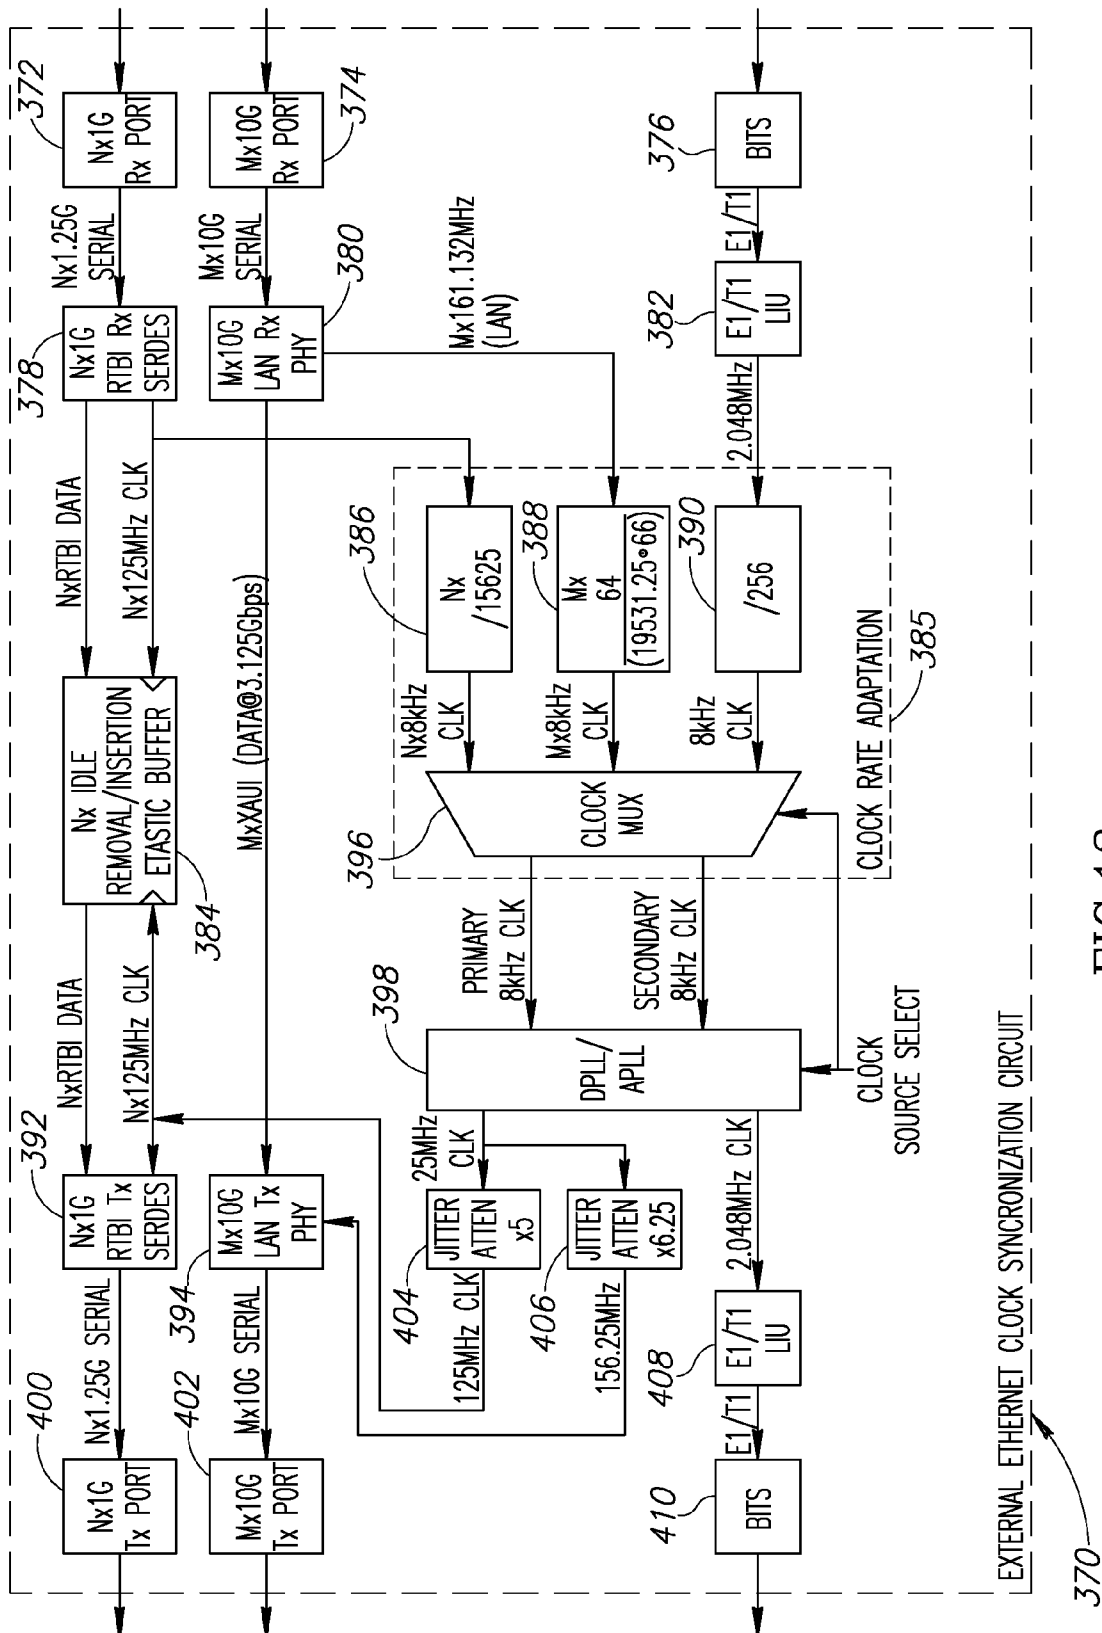 372
Nx1G
Rx PORT
Nx1.25G
SERIAL
378
Nx1G
RTBI Rx
SERDES
NxRTBI DATA
Nx125MHz CLK
Nx IDLE
REMOVAL/INSERTION
ETASTIC BUFFER
384
NxRTBI DATA
Nx125MHz CLK
392
Nx1G
RTBI Tx
SERDES
Nx1.25G SERIAL
400
Nx1G
Tx PORT
374
Mx10G
Rx PORT
Mx10G
SERIAL
380
Mx10G
LAN Rx
PHY
MxXAUI (DATA@3.125Gbps)
Mx161.132MHz
(LAN)
394
Mx10G
LAN Tx
PHY
Mx10G SERIAL
402
Mx10G
Tx PORT
376
BITS
E1/T1
382
E1/T1
LIU
2.048MHz
386
Nx
/15625
388
Mx
64
(19531.25•66)
390
/256
Nx8kHz
CLK
Mx8kHz
CLK
8kHz
CLK
396
CLOCK
MUX
CLOCK RATE ADAPTATION
385
PRIMARY
8kHz CLK
SECONDARY
8kHz CLK
398
DPLL/
APLL
CLOCK
SOURCE SELECT
25MHz
CLK
404
JITTER
ATTEN
x5
406
JITTER
ATTEN
x6.25
125MHz CLK
156.25MHz
2.048MHz CLK
408
E1/T1
LIU
E1/T1
410
BITS
EXTERNAL ETHERNET CLOCK SYNCRONIZATION CIRCUIT
370